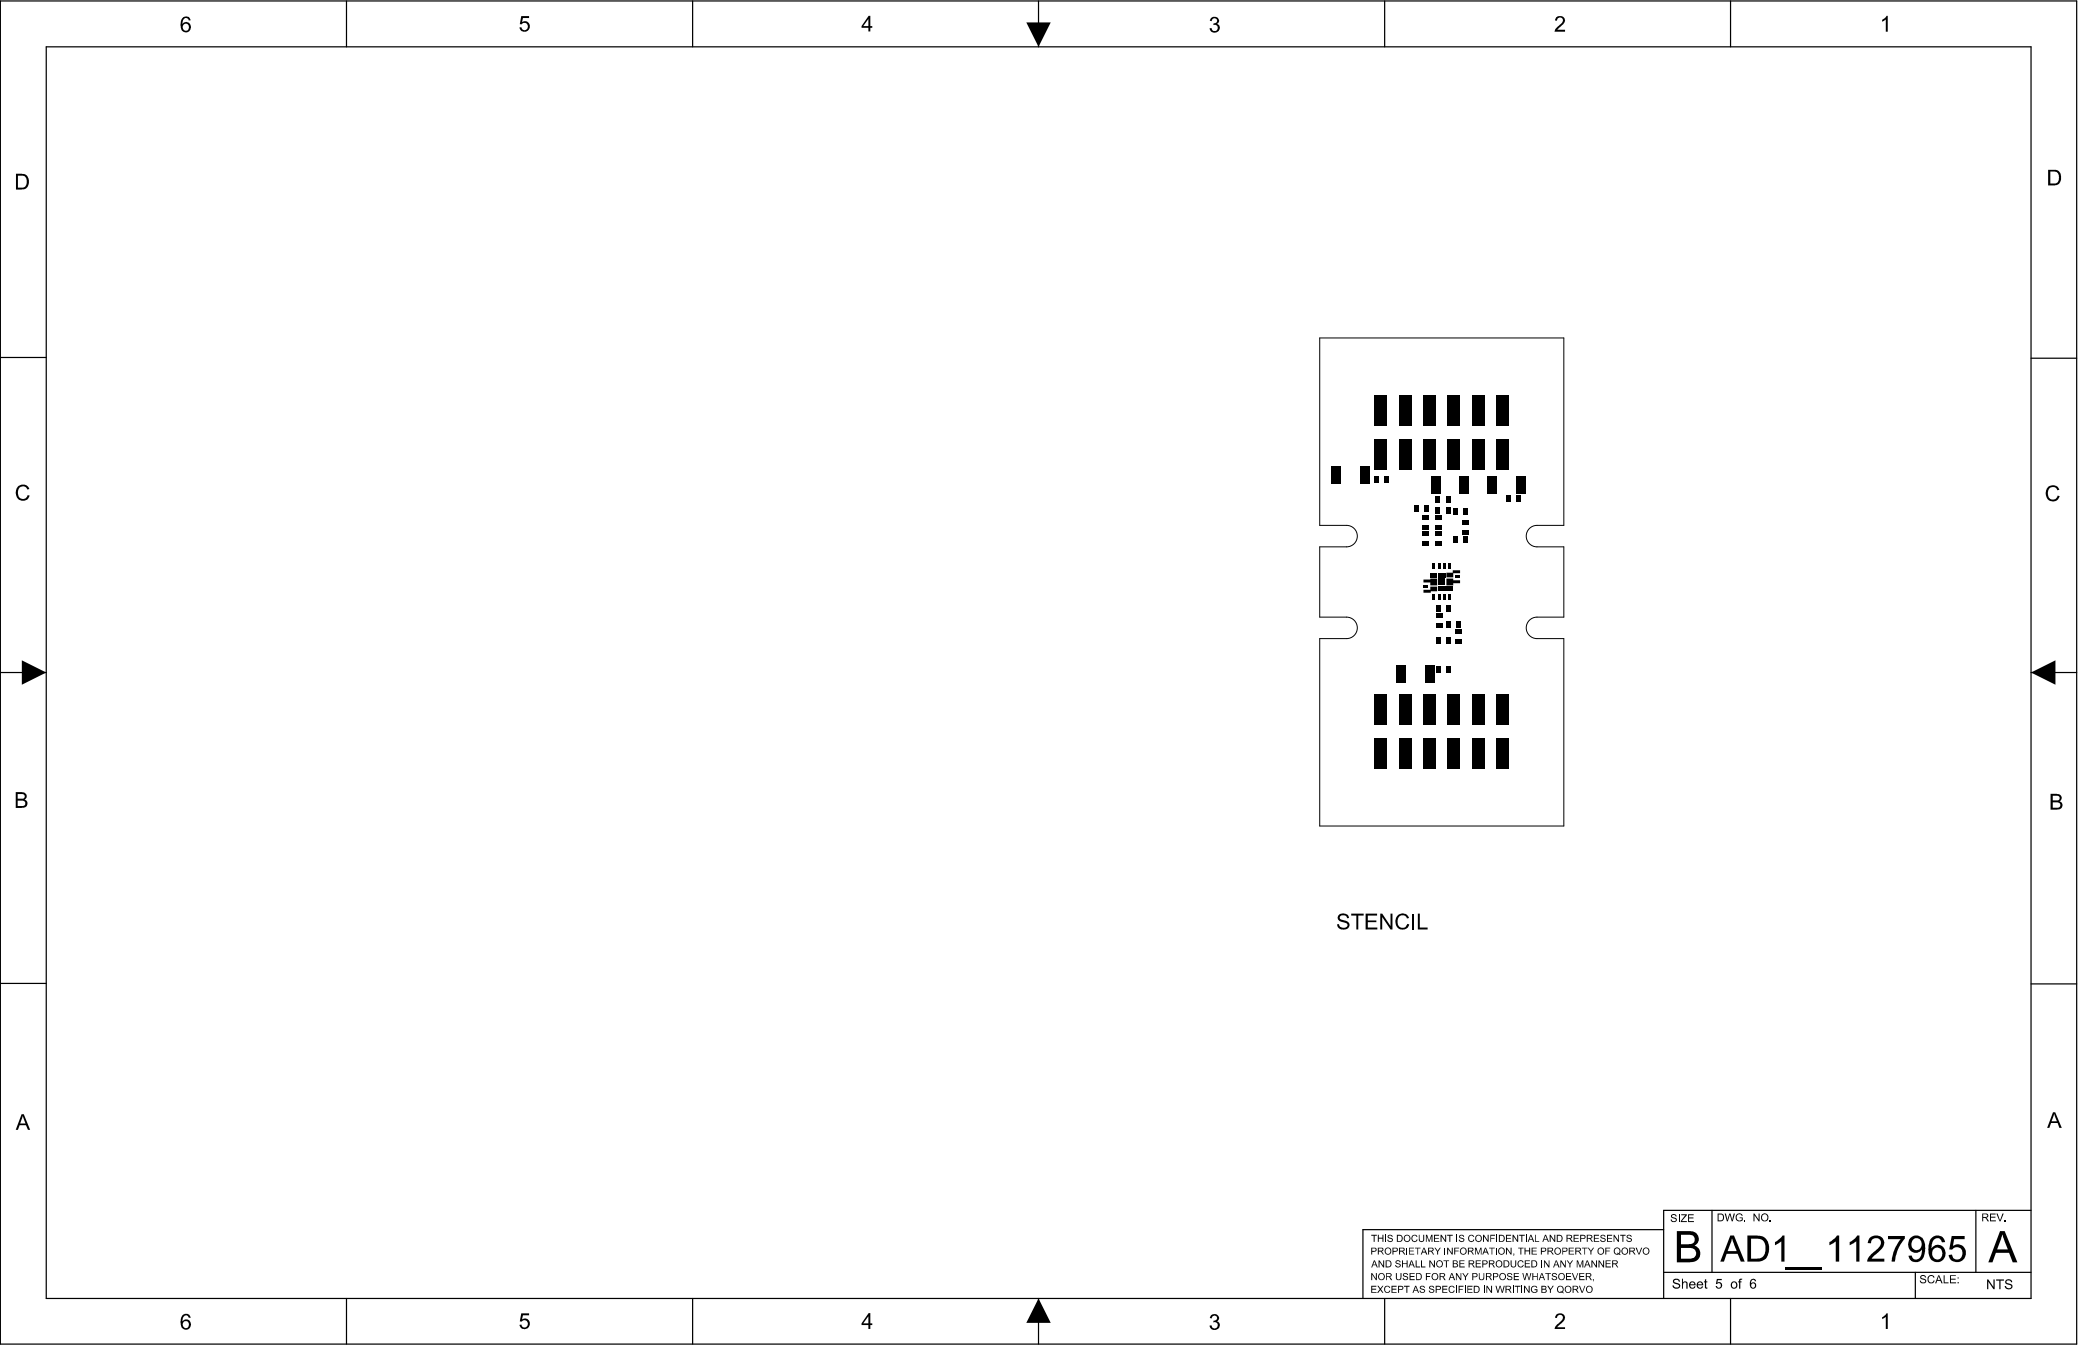 6 5 4 3 2 1
D D
C C
B B
A A
STENCIL
THIS DOCUMENT IS CONFIDENTIAL AND REPRESENTS
PROPRIETARY INFORMATION, THE PROPERTY OF QORVO
AND SHALL NOT BE REPRODUCED IN ANY MANNER
NOR USED FOR ANY PURPOSE WHATSOEVER,
EXCEPT AS SPECIFIED IN WRITING BY QORVO
SIZE DWG. NO. REV.
B AD1__1127965 A
Sheet 5 of 6 SCALE: NTS
6 5 4 3 2 1